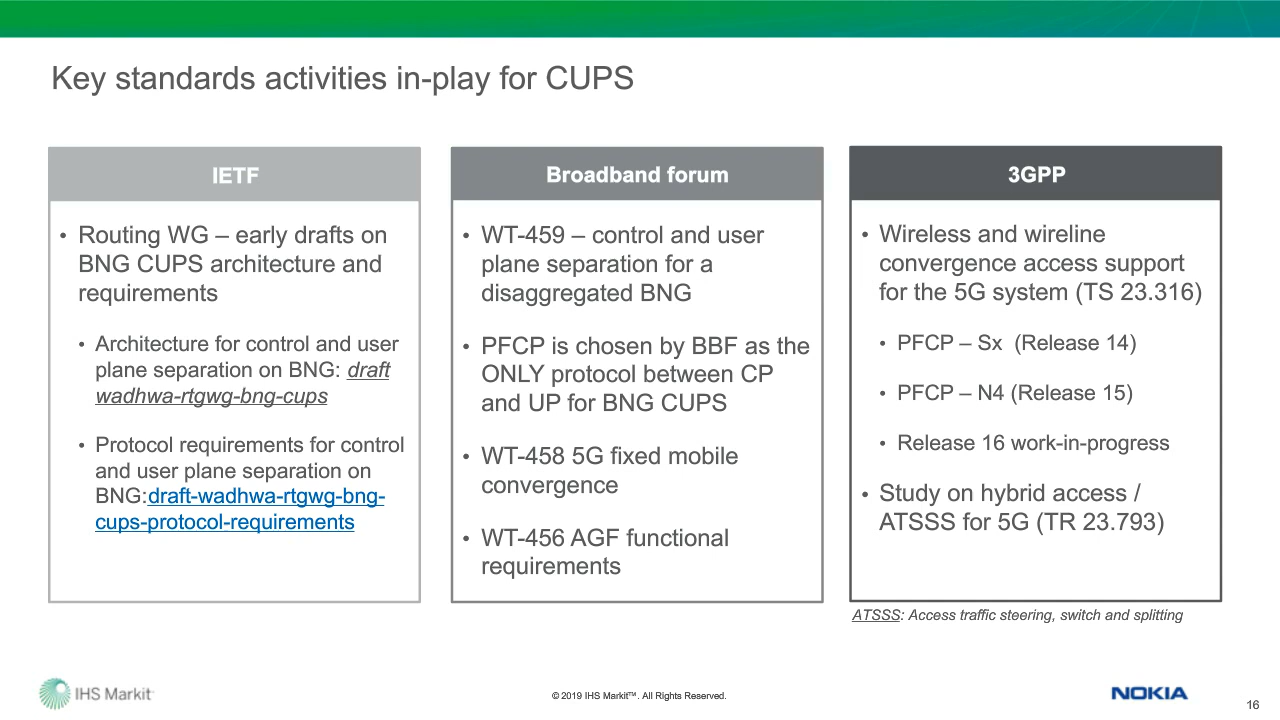 Key standards activities in-play for CUPS
IETF
• Routing WG – early drafts on
BNG CUPS architecture and
requirements
• Architecture for control and user
plane separation on BNG: draft
wadhwa-rtgwg-bng-cups
• Protocol requirements for control
and user plane separation on
BNG:draft-wadhwa-rtgwg-bng-
cups-protocol-requirements
Broadband forum
• WT-459 – control and user
plane separation for a
disaggregated BNG
• PFCP is chosen by BBF as the
ONLY protocol between CP
and UP for BNG CUPS
• WT-458 5G fixed mobile
convergence
• WT-456 AGF functional
requirements
3GPP
• Wireless and wireline
convergence access support
for the 5G system (TS 23.316)
• PFCP – Sx (Release 14)
• PFCP – N4 (Release 15)
• Release 16 work-in-progress
• Study on hybrid access /
ATSSS for 5G (TR 23.793)
ATSSS: Access traffic steering, switch and splitting
IHS Markit™
© 2019 IHS Markit™. All Rights Reserved.
NOKIA
16